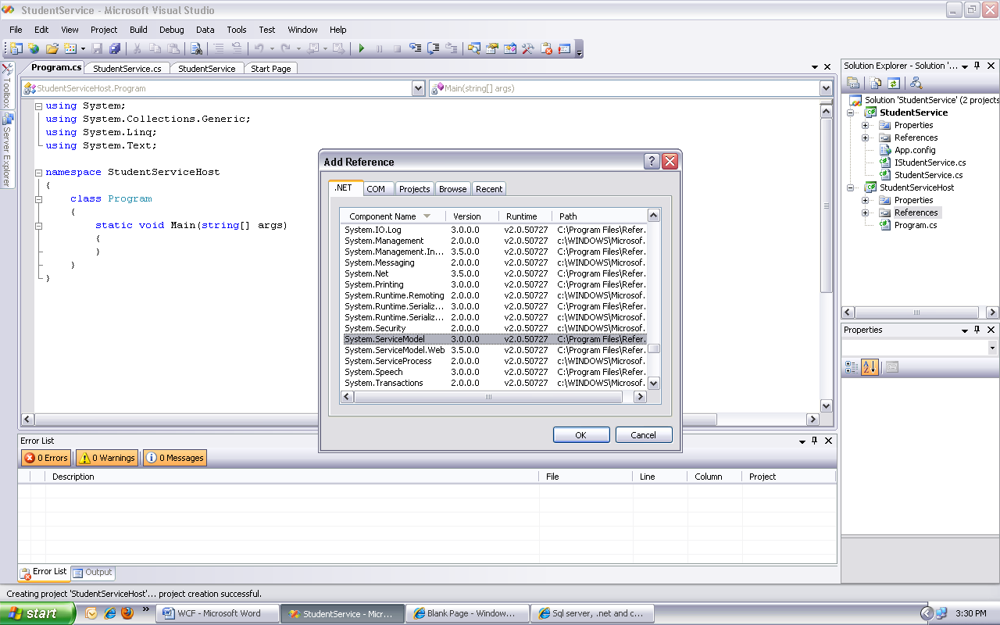 StudentService - Microsoft Visual Studio
File Edit View Project Build Debug Data Tools Test Window Help
Program.cs StudentService.cs StudentService Start Page
StudentServiceHost.Program Main(string[] args)
Toolbox
Server Explorer
using System;
using System.Collections.Generic;
using System.Linq;
using System.Text;
namespace StudentServiceHost
{
class Program
{
static void Main(string[] args)
{
}
}
}
Add Reference
.NET COM Projects Browse Recent
Component Name Version Runtime Path
System.IO.Log 3.0.0.0 v2.0.50727 C:\Program Files\Refer.
System.Management 2.0.0.0 v2.0.50727 c:\WINDOWS\Microsof.
System.Management.In... 3.5.0.0 v2.0.50727 C:\Program Files\Refer.
System.Messaging 2.0.0.0 v2.0.50727 c:\WINDOWS\Microsof.
System.Net 3.5.0.0 v2.0.50727 C:\Program Files\Refer.
System.Printing 3.0.0.0 v2.0.50727 C:\Program Files\Refer.
System.Runtime.Remoting 2.0.0.0 v2.0.50727 c:\WINDOWS\Microsof.
System.Runtime.Serializ... 3.0.0.0 v2.0.50727 C:\Program Files\Refer.
System.Runtime.Serializ... 2.0.0.0 v2.0.50727 c:\WINDOWS\Microsof.
System.Security 2.0.0.0 v2.0.50727 c:\WINDOWS\Microsof.
System.ServiceModel 3.0.0.0 v2.0.50727 C:\Program Files\Refer.
System.ServiceModel.Web 3.5.0.0 v2.0.50727 C:\Program Files\Refer.
System.ServiceProcess 2.0.0.0 v2.0.50727 c:\WINDOWS\Microsof.
System.Speech 3.0.0.0 v2.0.50727 C:\Program Files\Refer.
System.Transactions 2.0.0.0 v2.0.50727 c:\WINDOWS\Microsof.
OK Cancel
Solution Explorer - Solution '...
Solution 'StudentService' (2 projects
StudentService
Properties
References
App.config
IStudentService.cs
StudentService.cs
StudentServiceHost
Properties
References
Program.cs
Properties
Error List
0 Errors 0 Warnings 0 Messages
Description File Line Column Project
Error List Output
Creating project 'StudentServiceHost'... project creation successful.
start WCF - Microsoft Word StudentService - Micr... Blank Page - Window... Sql server, .net and c... 3:30 PM